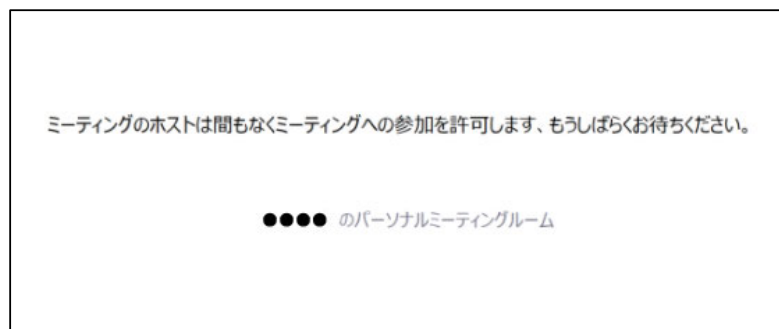 ミーティングのホストは間もなくミーティングへの参加を許可します、もうしばらくお待ちください。
●●●● のパーソナルミーティングルーム